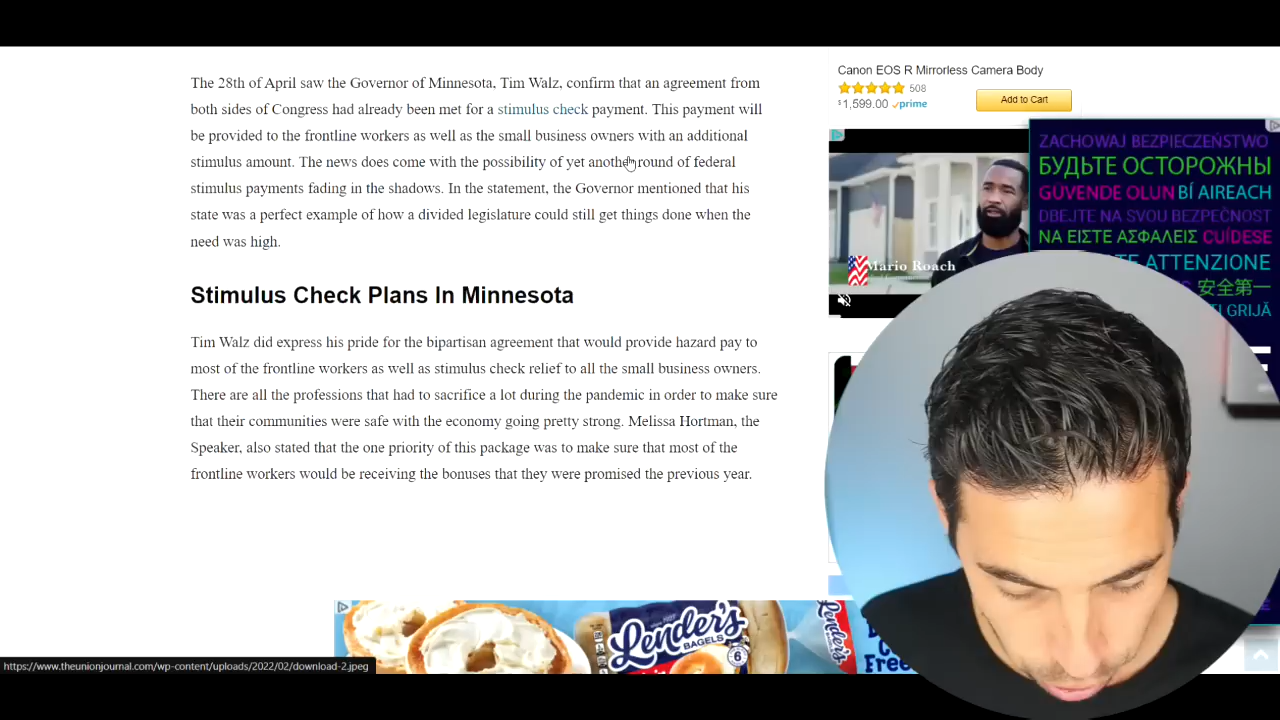 The 28th of April saw the Governor of Minnesota, Tim Walz, confirm that an agreement from
both sides of Congress had already been met for a stimulus check payment. This payment will
be provided to the frontline workers as well as the small business owners with an additional
stimulus amount. The news does come with the possibility of yet another round of federal
stimulus payments fading in the shadows. In the statement, the Governor mentioned that his
state was a perfect example of how a divided legislature could still get things done when the
need was high.
Stimulus Check Plans In Minnesota
Tim Walz did express his pride for the bipartisan agreement that would provide hazard pay to
most of the frontline workers as well as stimulus check relief to all the small business owners.
There are all the professions that had to sacrifice a lot during the pandemic in order to make sure
that their communities were safe with the economy going pretty strong. Melissa Hortman, the
Speaker, also stated that the one priority of this package was to make sure that most of the
frontline workers would be receiving the bonuses that they were promised the previous year.
Canon EOS R Mirrorless Camera Body
508
$1,599.00 prime
Add to Cart
Mario Roach
ZACHOWAJ BEZPIECZEŃSTWO
БУДЬТЕ ОСТОРОЖНЫ
GÜVENDE OLUN BÍ AIREACH
DBEJTE NA SVOU BEZPEČNOST
ΝΑ ΕΙΣΤΕ ΑΣΦΑΛΕΙΣ CUÍDESE
ATTENZIONE
安全第一
GRIJĂ
Lender's
BAGELS
6
Lender's
Free
https://www.theunionjournal.com/wp-content/uploads/2022/02/download-2.jpeg